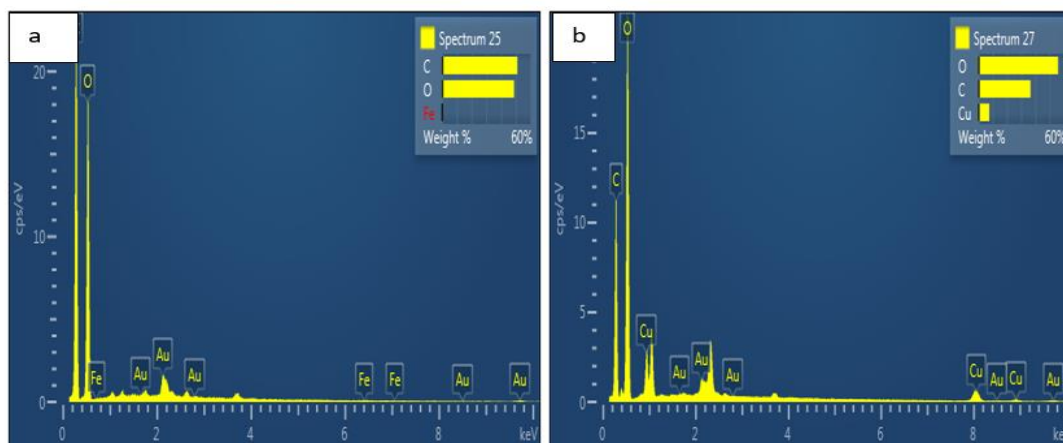 a
Spectrum 25
C
O
Fe
Weight % 60%
20
10
0
cps/eV
O
Fe
Au
Au
Au
Fe
Fe
Au
Au
0 2 4 6 8 keV
b
Spectrum 27
O
C
Cu
Weight % 60%
15
10
5
0
cps/eV
C
O
Cu
Au
Au
Au
Cu
Au
Cu
Au
0 2 4 6 8 ke